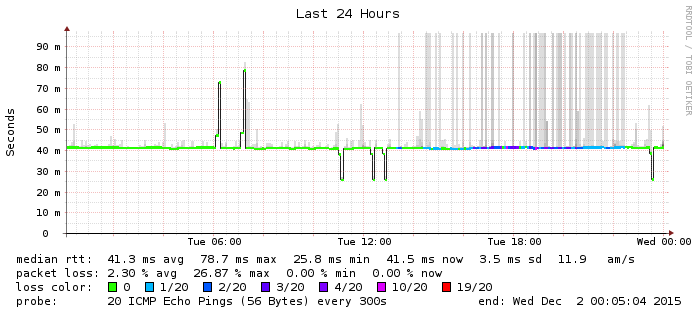 Last 24 Hours
RRDTOOL / TOBI OETIKER
Seconds
90 m
80 m
70 m
60 m
50 m
40 m
30 m
20 m
10 m
0
Tue 06:00 Tue 12:00 Tue 18:00 Wed 00:00
median rtt: 41.3 ms avg 78.7 ms max 25.8 ms min 41.5 ms now 3.5 ms sd 11.9 am/s
packet loss: 2.30 % avg 26.87 % max 0.00 % min 0.00 % now
loss color: 0 1/20 2/20 3/20 4/20 10/20 19/20
probe: 20 ICMP Echo Pings (56 Bytes) every 300s end: Wed Dec 2 00:05:04 2015